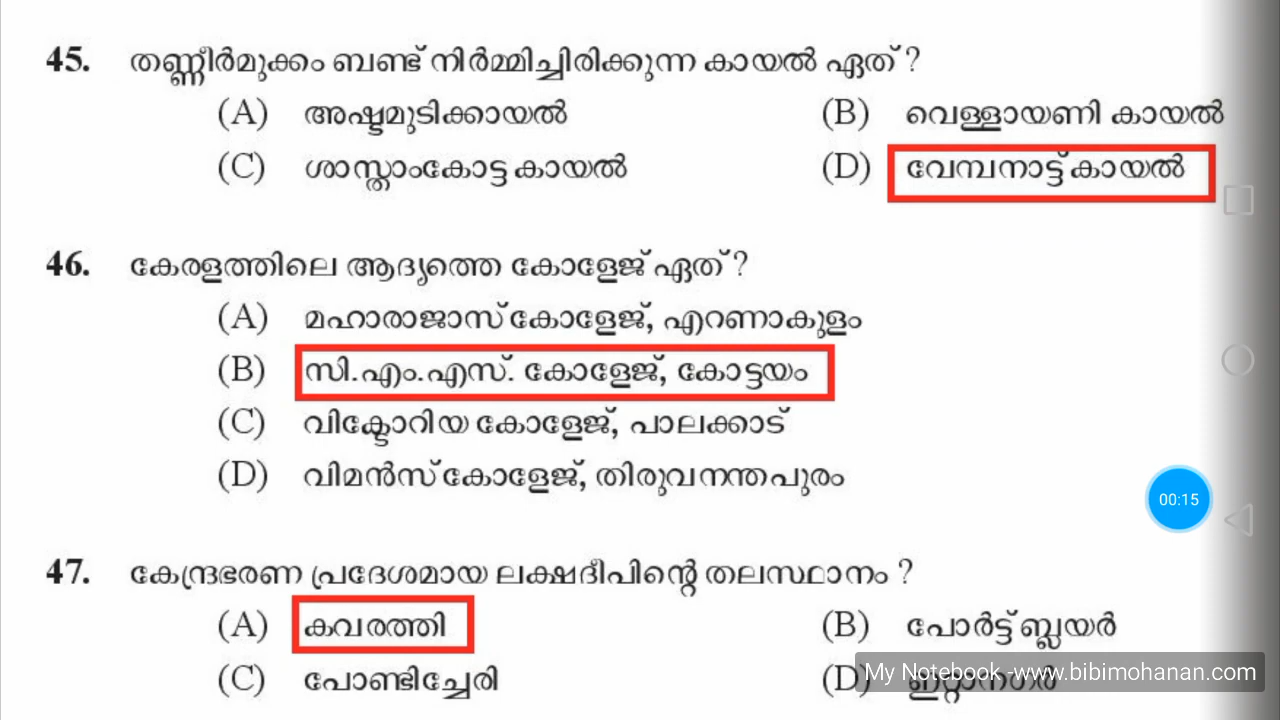 45. തണ്ണീർമുക്കം ബണ്ട് നിർമ്മിച്ചിരിക്കുന്ന കായൽ ഏത് ?
(A) അഷ്ടമുടിക്കായൽ (B) വെള്ളായണി കായൽ
(C) ശാസ്താംകോട്ട കായൽ (D) വേമ്പനാട്ട് കായൽ
46. കേരളത്തിലെ ആദ്യത്തെ കോളേജ് ഏത് ?
(A) മഹാരാജാസ് കോളേജ്, എറണാകുളം
(B) സി.എം.എസ്. കോളേജ്, കോട്ടയം
(C) വിക്ടോറിയ കോളേജ്, പാലക്കാട്
(D) വിമൻസ് കോളേജ്, തിരുവനന്തപുരം
00:15
47. കേന്ദ്രഭരണ പ്രദേശമായ ലക്ഷദീപിന്റെ തലസ്ഥാനം ?
(A) കവരത്തി (B) പോർട്ട് ബ്ലയർ
(C) പോണ്ടിച്ചേരി (D) ഇറ്റാനഗർ
My Notebook -www.bibimohanan.com